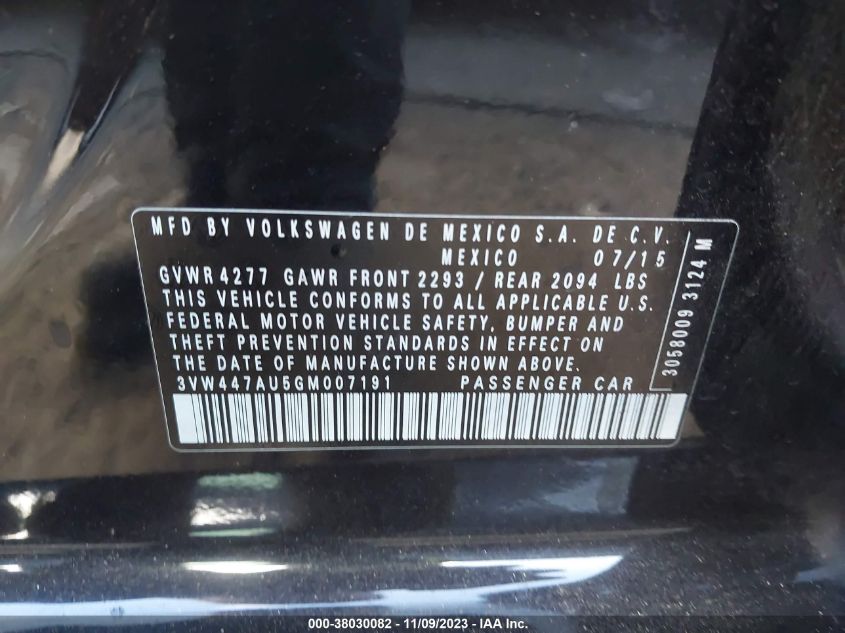 MFD BY VOLKSWAGEN DE MEXICO S.A. DE C.V.
MEXICO 07/15
GVWR 4277 GAWR FRONT 2293 / REAR 2094 LBS
THIS VEHICLE CONFORMS TO ALL APPLICABLE U.S.
FEDERAL MOTOR VEHICLE SAFETY, BUMPER AND
THEFT PREVENTION STANDARDS IN EFFECT ON
THE DATE OF MANUFACTURE SHOWN ABOVE.
3VW447AU5GM007191 PASSENGER CAR
3058009 3124 M
000-38030082 - 11/09/2023 - IAA Inc.